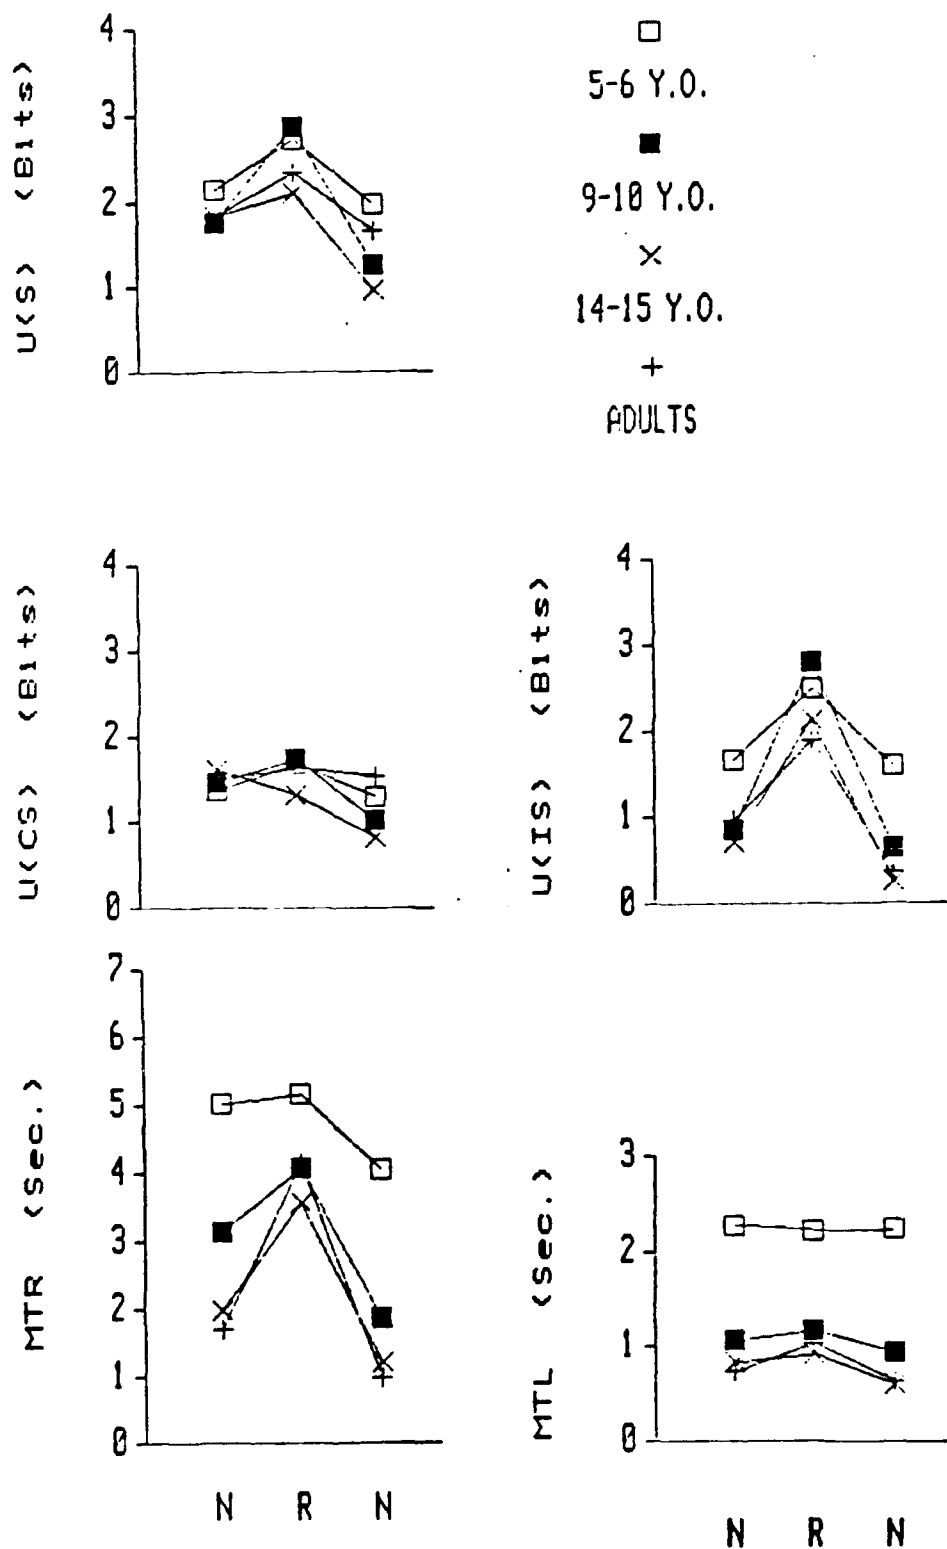 4
3
2
1
0
U(S) (Bits)
5-6 Y.O.
9-10 Y.O.
14-15 Y.O.
ADULTS
4
3
2
1
0
U(CS) (Bits)
4
3
2
1
0
U(IS) (Bits)
7
6
5
4
3
2
1
0
MTR (Sec.)
N R N
3
2
1
0
MTL (Sec.)
N R N